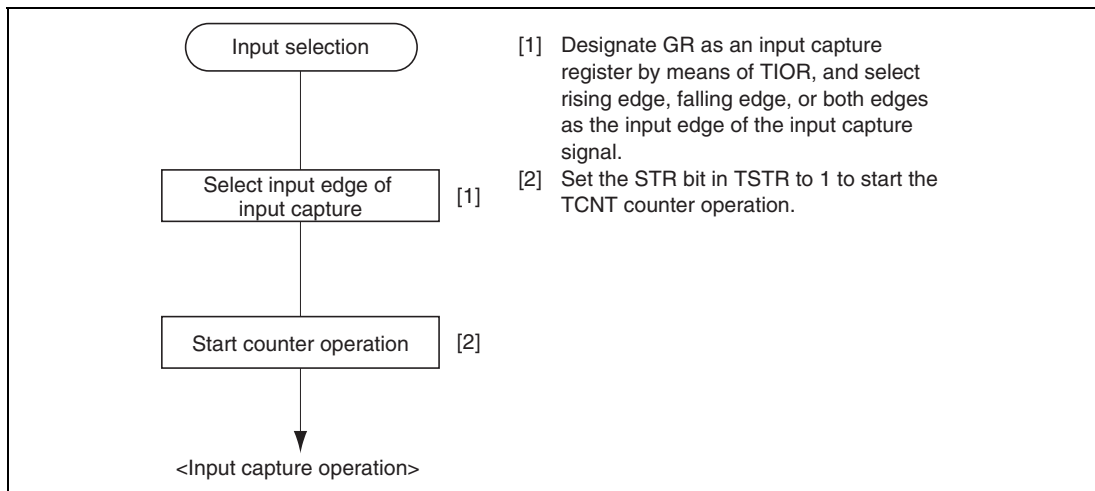 Input selection
Select input edge of
input capture
[1]
Start counter operation
[2]
<Input capture operation>
[1] Designate GR as an input capture
register by means of TIOR, and select
rising edge, falling edge, or both edges
as the input edge of the input capture
signal.
[2] Set the STR bit in TSTR to 1 to start the
TCNT counter operation.